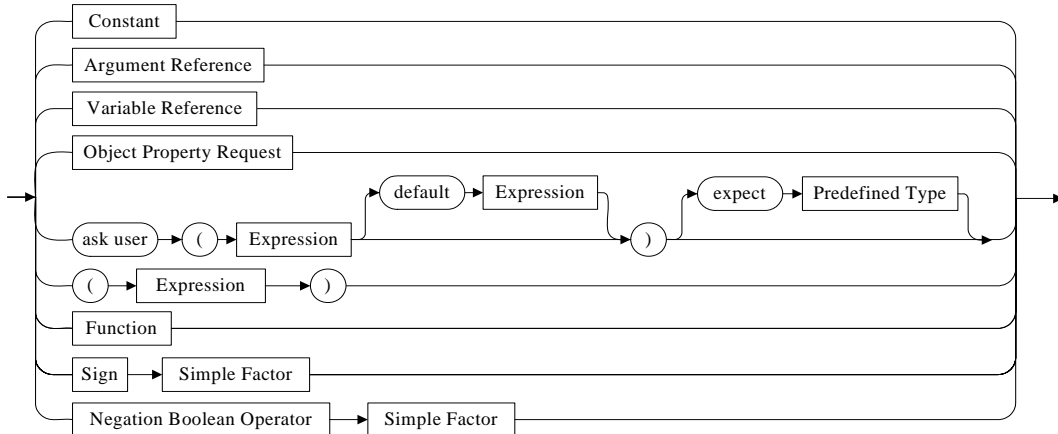 Constant
Argument Reference
Variable Reference
Object Property Request
default Expression expect Predefined Type
ask user ( Expression )
( Expression )
Function
Sign Simple Factor
Negation Boolean Operator Simple Factor